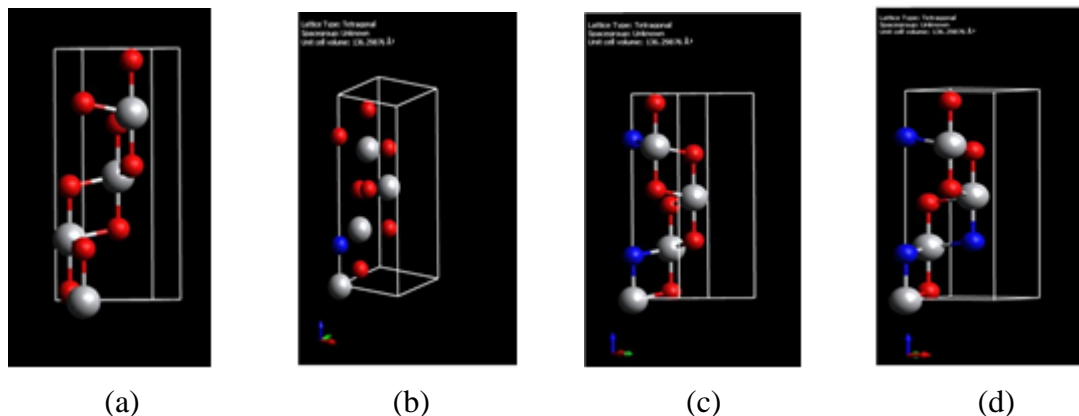 Lattice Type: Tetragonal
Spacegroup: Unknown
Unit cell volume: 136.29076 Å³
Lattice Type: Tetragonal
Spacegroup: Unknown
Unit cell volume: 136.29076 Å³
Lattice Type: Tetragonal
Spacegroup: Unknown
Unit cell volume: 136.29076 Å³
(a)
(b)
(c)
(d)